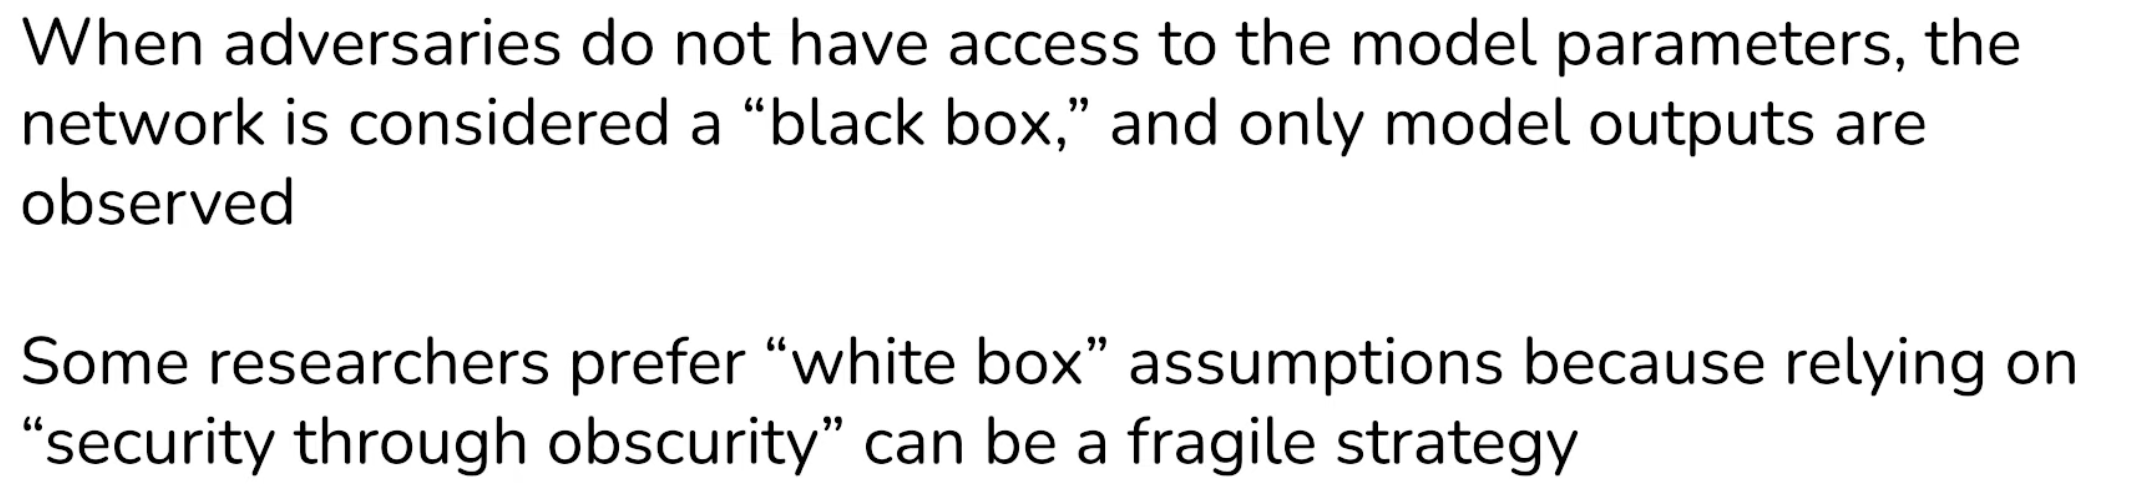 When adversaries do not have access to the model parameters, the
network is considered a “black box,” and only model outputs are
observed
Some researchers prefer “white box” assumptions because relying on
“security through obscurity” can be a fragile strategy